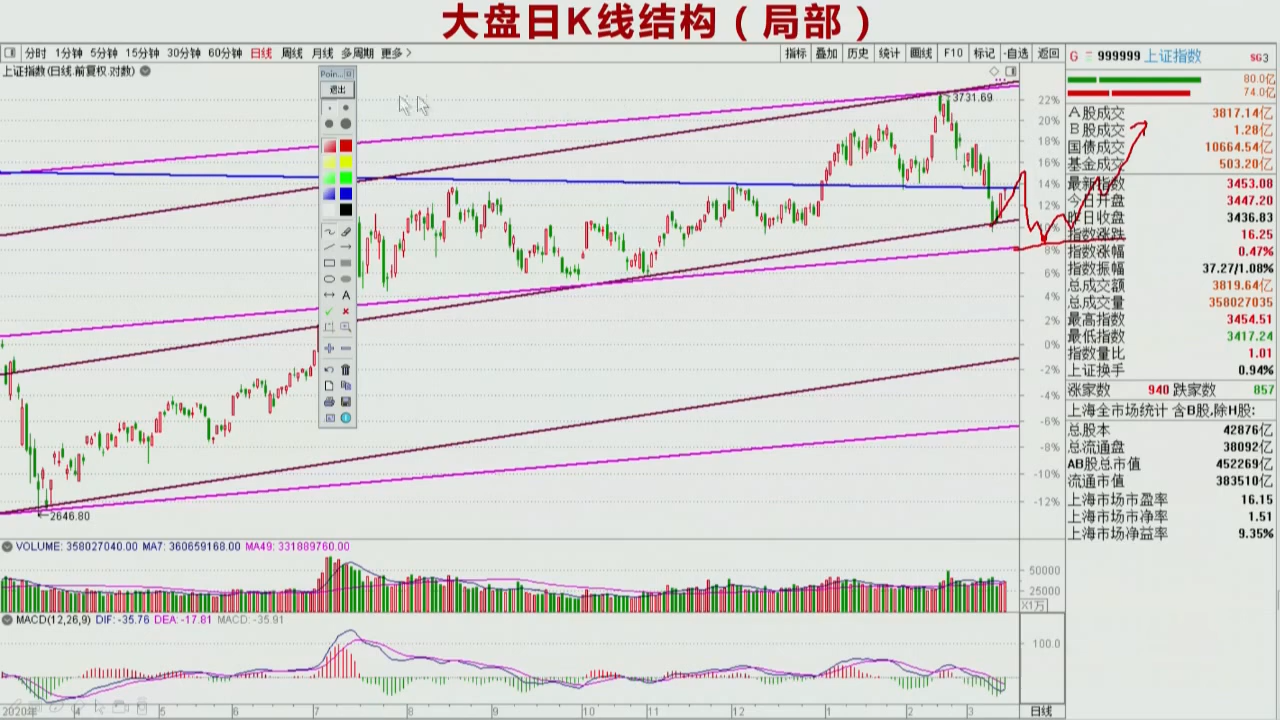 大盘日K线结构（局部）
分时 1分钟 5分钟 15分钟 30分钟 60分钟 日线 周线 月线 多周期 更多>
指标 叠加 历史 统计 画线 F10 标记 -自选 返回
上证指数(日线.前复权.对数)
Poin...
退出
A
3731.69
2646.80
22%
20%
18%
16%
14%
12%
8%
6%
4%
2%
0%
-2%
-4%
-6%
-8%
-10%
-12%
G 999999 上证指数
80.0亿
74.0亿
A股成交 3817.14亿
B股成交 1.28亿
国债成交 10664.54亿
基金成交 503.20亿
最新指数 3453.08
今日开盘 3447.20
昨日收盘 3436.83
指数涨跌 16.25
指数涨幅 0.47%
指数振幅 37.27/1.08%
总成交额 3819.64亿
总成交量 358027035
最高指数 3454.51
最低指数 3417.24
指数量比 1.01
上证换手 0.94%
涨家数 940 跌家数 857
上海全市场统计 含B股,除H股:
总股本 42876亿
总流通盘 38092亿
AB股总市值 452269亿
流通市值 383510亿
上海市场市盈率 16.15
上海市场市净率 1.51
上海市场净益率 9.35%
VOLUME: 358027040.00 MA7: 360659168.00 MA49: 331889760.00
50000
25000
X1万
MACD(12,26,9) DIF: -35.76 DEA: -17.81 MACD: -35.91
100.0
2020年 4 5 6 7 8 9 10 11 12 1 2 3 日线